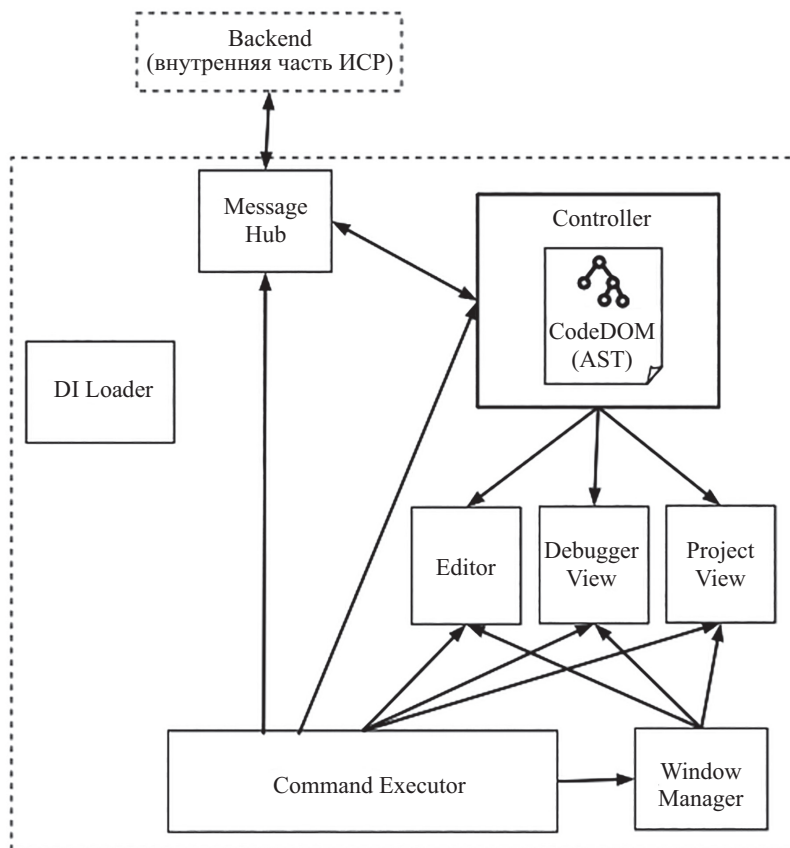 Backend
(внутренняя часть ИСР)
Message
Hub
Controller
CodeDOM
(AST)
DI Loader
Editor
Debugger
View
Project
View
Command Executor
Window
Manager